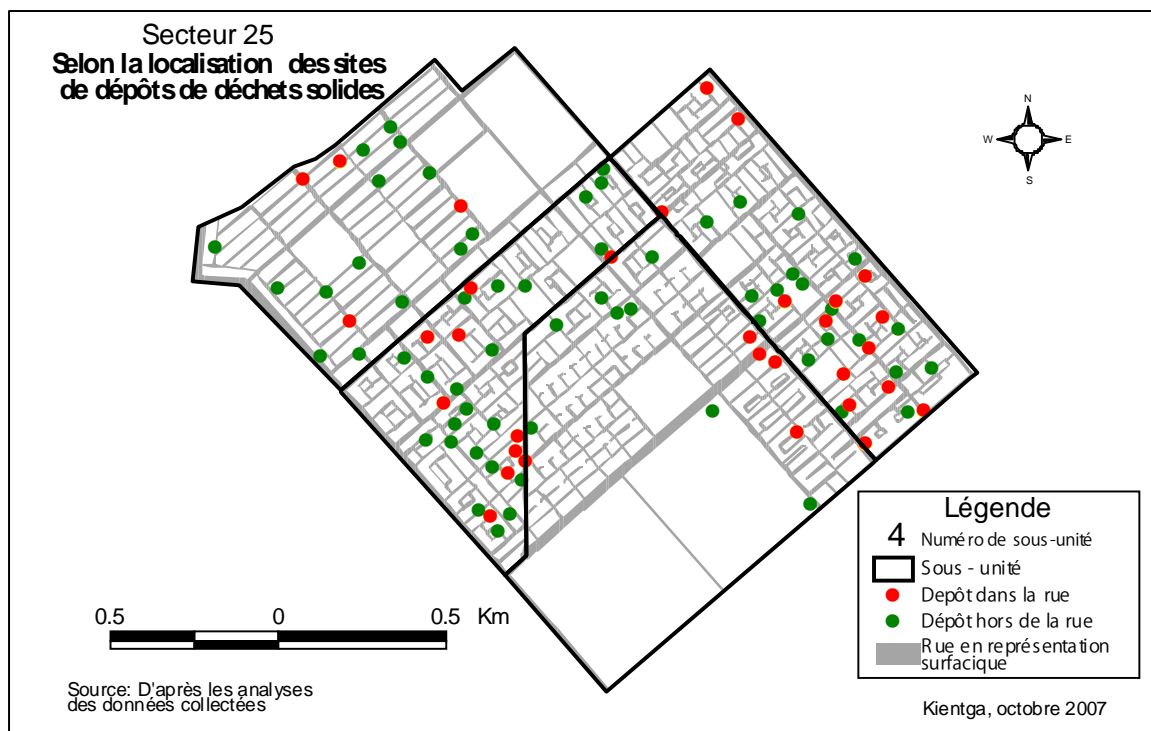 Secteur 25
Selon la localisation des sites
de dépôts de déchets solides
N
W
E
S
0.5
0
0.5
Km
Source: D'après les analyses
des données collectées
Légende
4 Numéro de sous-unité
Sous - unité
Depôt dans la rue
Dépôt hors de la rue
Rue en représentation
surfacique
Kientga, octobre 2007